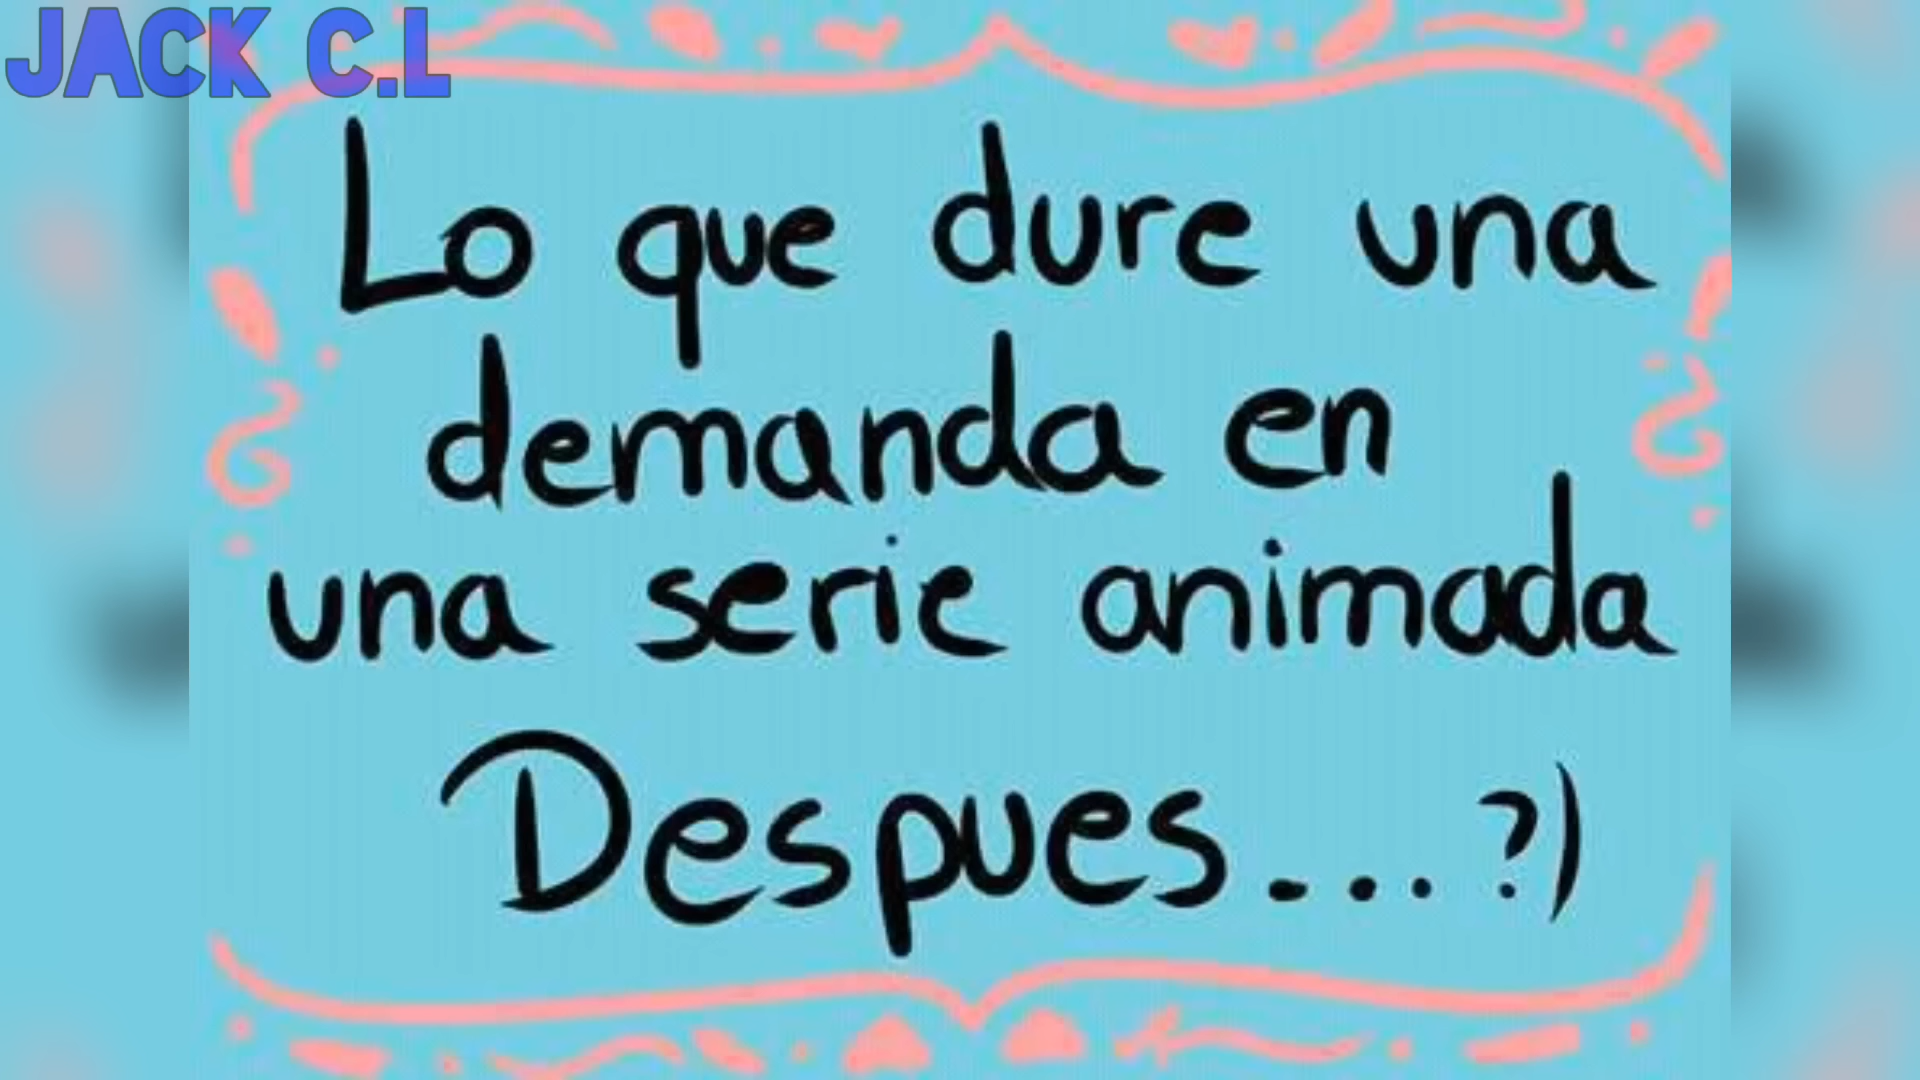 JACK C.L
Lo que dure una
demanda en
una serie animada
Despues...?)